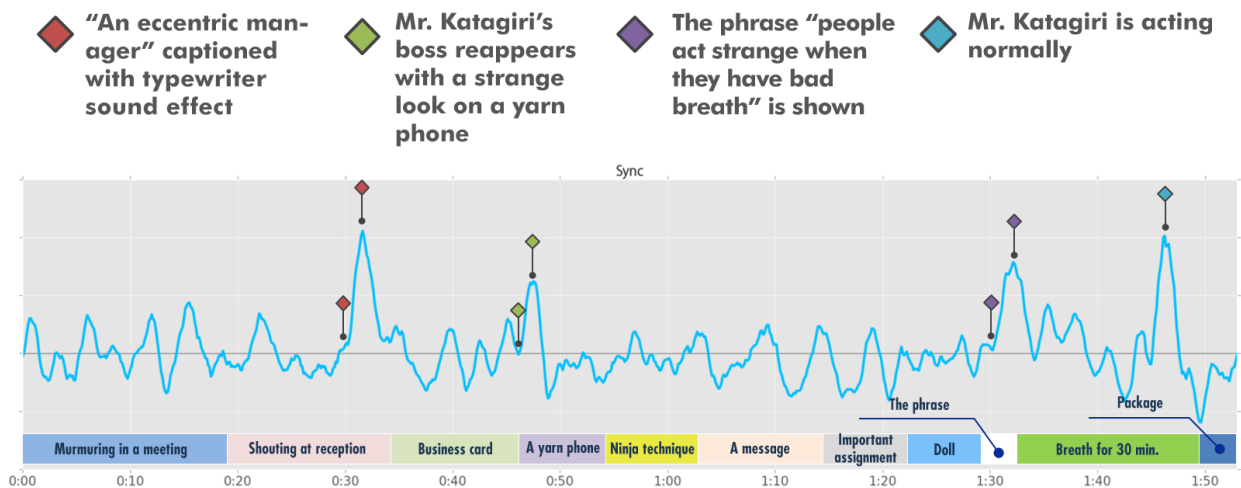 “An eccentric man-
ager” captioned
with typewriter
sound effect
Mr. Katagiri’s
boss reappears
with a strange
look on a yarn
phone
The phrase “people
act strange when
they have bad
breath” is shown
Mr. Katagiri is acting
normally
Sync
The phrase
Package
Murmuring in a meeting
Shouting at reception
Business card
A yarn phone
Ninja technique
A message
Important
assignment
Doll
Breath for 30 min.
0:00 0:10 0:20 0:30 0:40 0:50 1:00 1:10 1:20 1:30 1:40 1:50